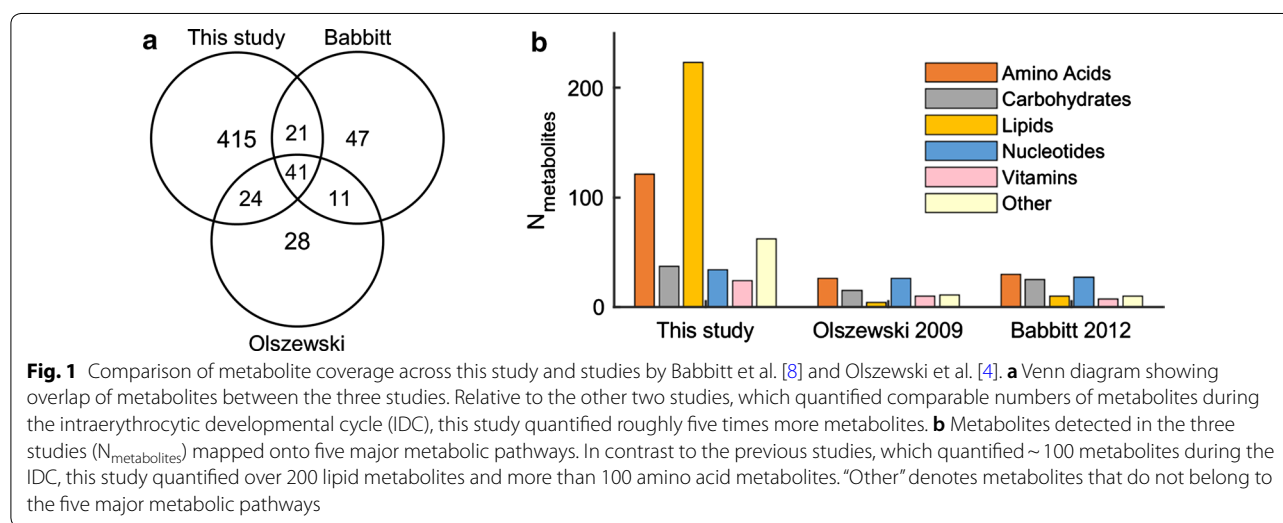 a
This study
Babbitt
415
21
47
41
24
11
28
Olszewski
b
N_metabolites
200
100
0
Amino Acids
Carbohydrates
Lipids
Nucleotides
Vitamins
Other
This study
Olszewski 2009
Babbitt 2012
Fig. 1 Comparison of metabolite coverage across this study and studies by Babbitt et al. [8] and Olszewski et al. [4]. a Venn diagram showing
overlap of metabolites between the three studies. Relative to the other two studies, which quantified comparable numbers of metabolites during
the intraerythrocytic developmental cycle (IDC), this study quantified roughly five times more metabolites. b Metabolites detected in the three
studies (N_metabolites) mapped onto five major metabolic pathways. In contrast to the previous studies, which quantified ~ 100 metabolites during the
IDC, this study quantified over 200 lipid metabolites and more than 100 amino acid metabolites. “Other” denotes metabolites that do not belong to
the five major metabolic pathways